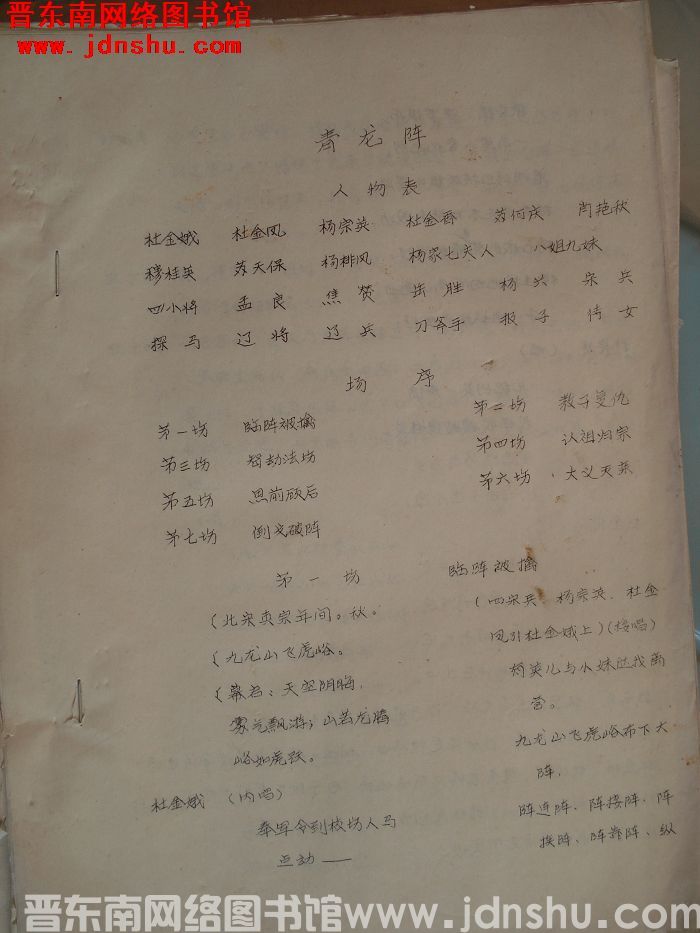 晋东南网络图书馆
www.jdnshu.com
青龙阵
人物表
杜金娥 杜金凤 杨宗英 杜金香 苏何庆 闫艳秋
穆桂英 苏天保 杨排风 杨家七夫人 八姐九妹
四小将 孟良 焦赞 岳胜 杨兴 宋兵
探马 辽将 辽兵 刀斧手 报子 侍女
场序
第一场 临阵被擒
第二场 教子复仇
第三场 智劫法场
第四场 认祖归宗
第五场 思前顾后
第六场 大义灭亲
第七场 倒戈破阵
第一场 临阵被擒
(北宋真宗年间。秋。
(九龙山飞虎峪。
(幕启:天空阴晦,
雾气飘游;山若龙腾
峪如虎跃。
杜金娥 (内唱)
奉军令到校场人马
点动——
(四宋兵、杨宗英、杜金
凤引杜金娥上)(接唱)
娇英儿与小妹随我离
营。
九龙山飞虎峪布下大
阵,
阵连阵、阵接阵、阵
挨阵、阵靠阵、纵
晋东南网络图书馆www.jdnshu.com